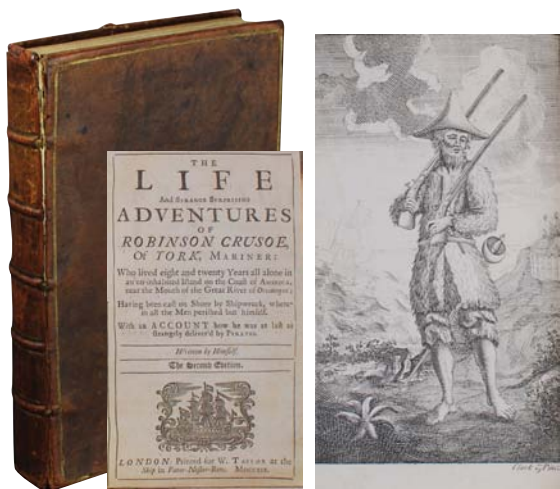 THE
LIFE
And STRANGE SURPRIZING
ADVENTURES
OF
ROBINSON CRUSOE,
Of YORK, MARINER:
Who lived eight and twenty Years all alone in
an un-inhabited Island on the Coast of AMERICA,
near the Mouth of the Great River of OROONOQUE;
Having been cast on Shore by Shipwreck, where-
in all the Men perished but himself.
With an ACCOUNT how he was at last as
strangely deliver'd by PYRATES.
Written by Himself.
The Second Edition.
LONDON: Printed for W. TAYLOR at the
Ship in Pater-Noster-Row. MDCCXIX.
Clark &